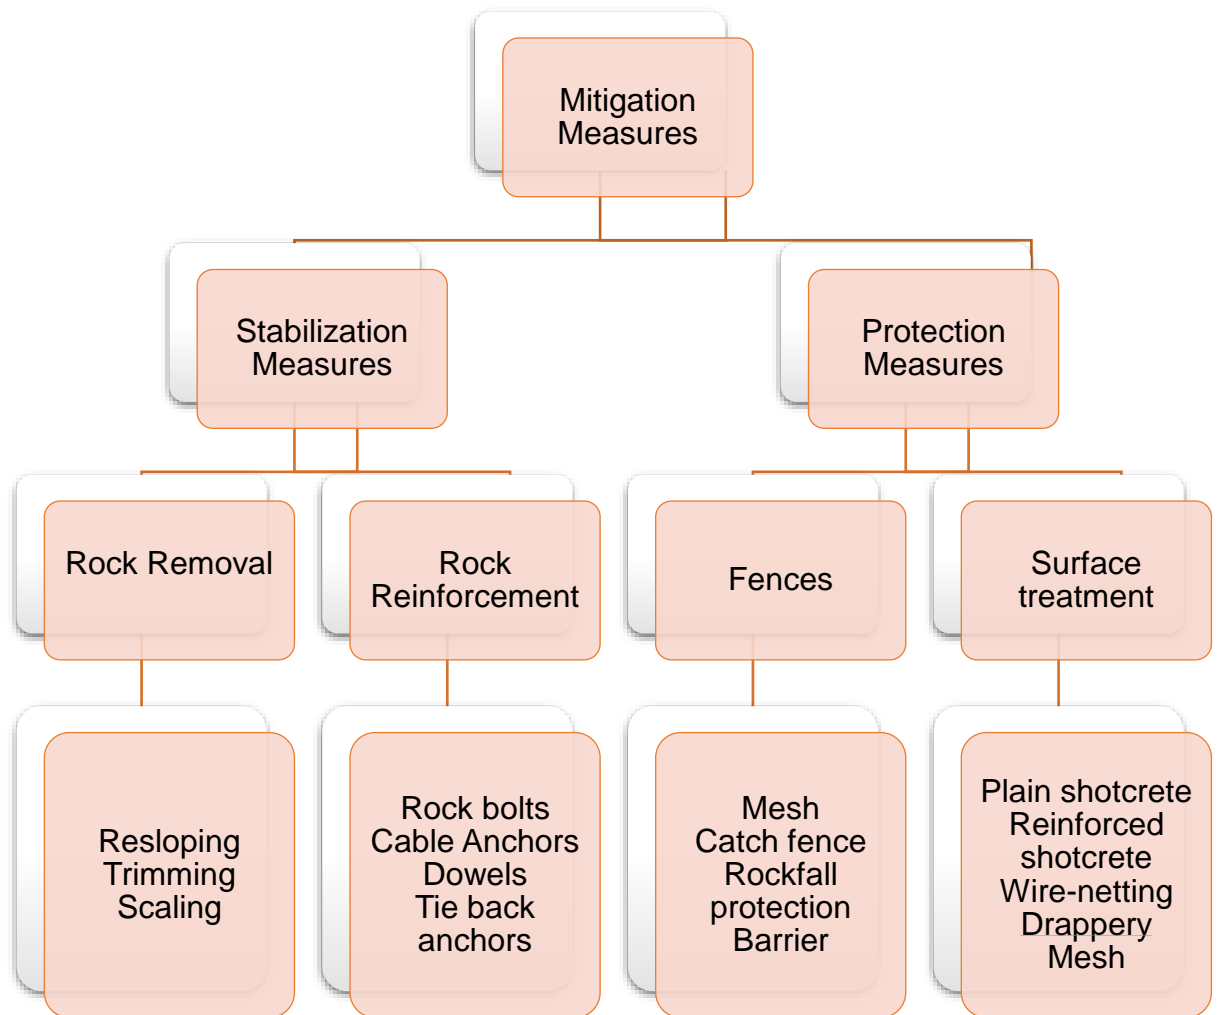 Mitigation
Measures
Stabilization
Measures
Protection
Measures
Rock Removal
Rock
Reinforcement
Fences
Surface
treatment
Resloping
Trimming
Scaling
Rock bolts
Cable Anchors
Dowels
Tie back
anchors
Mesh
Catch fence
Rockfall
protection
Barrier
Plain shotcrete
Reinforced
shotcrete
Wire-netting
Drappery
Mesh